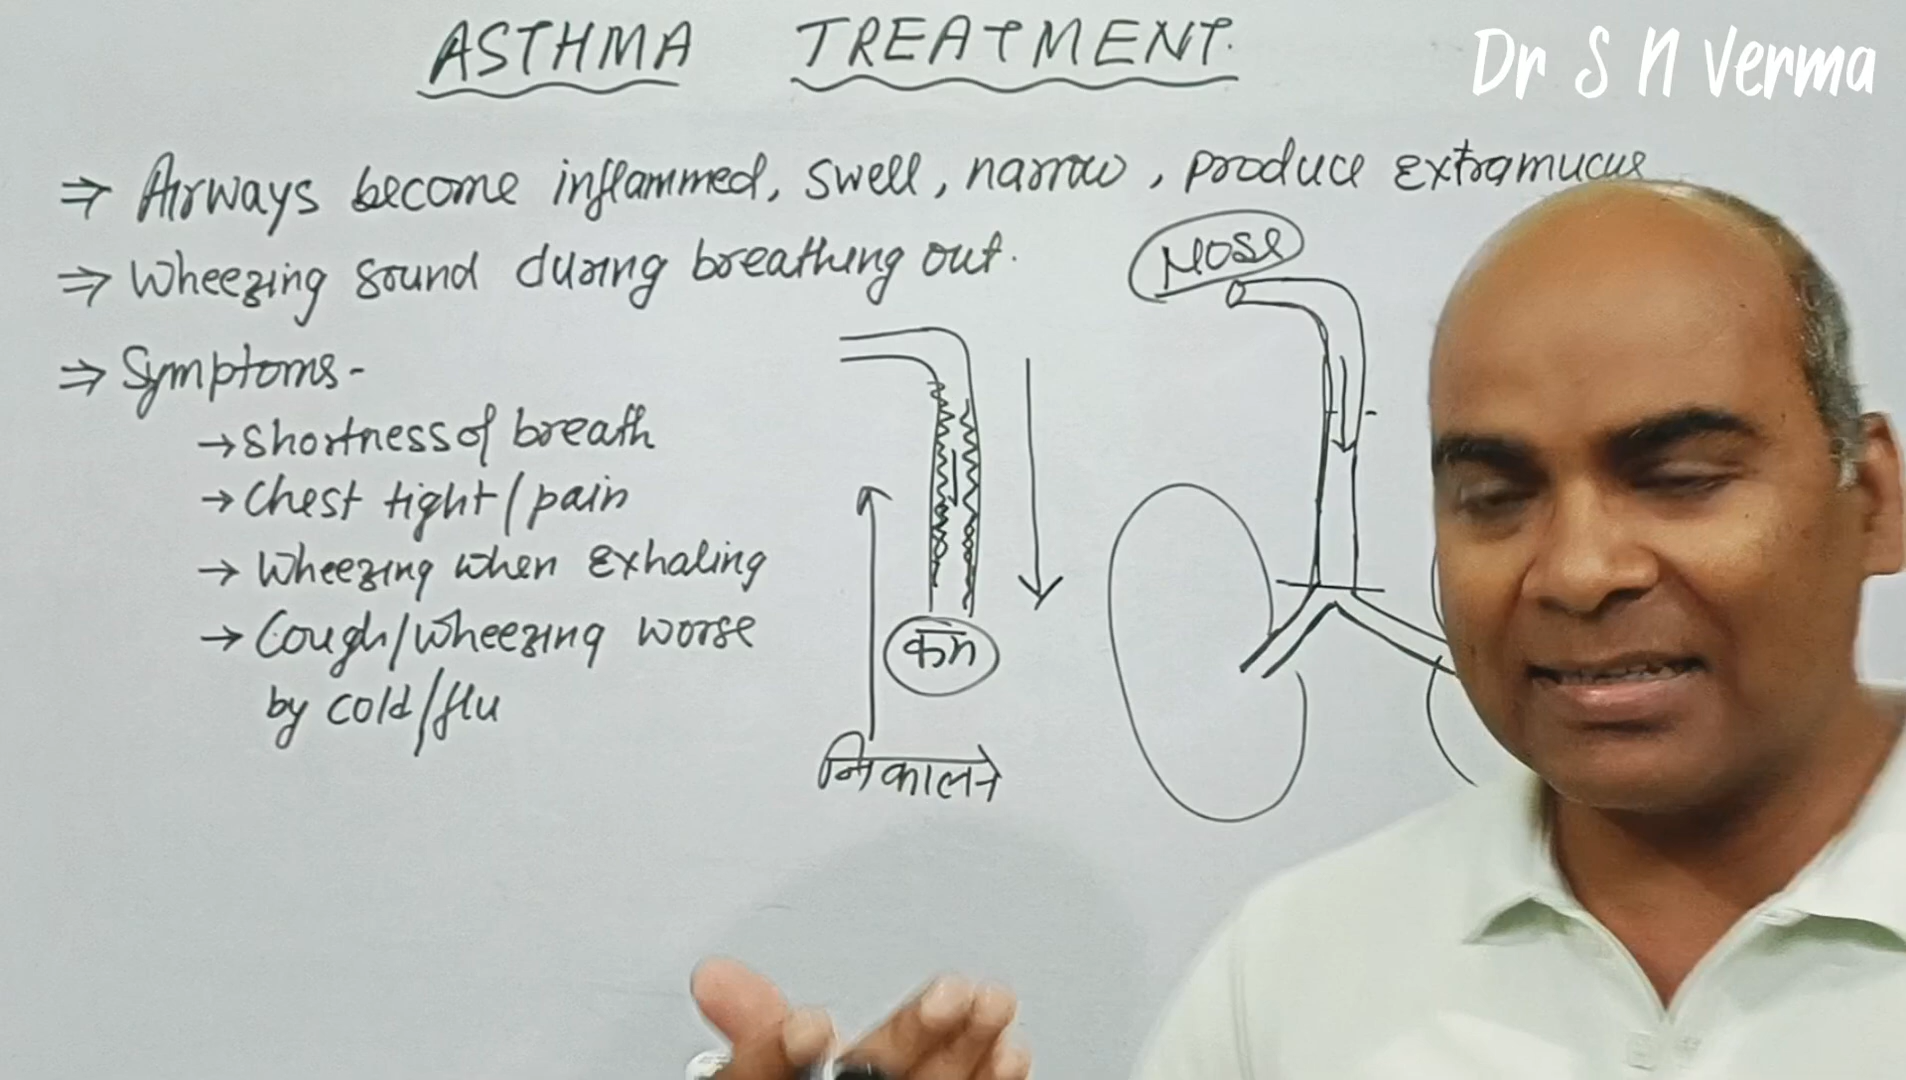 ASTHMA TREATMENT.
Dr S N Verma
⇒ Airways become inflammed, swell, narrow, produce extramucus
⇒ Wheezing sound during breathing out.
Nose
⇒ Symptoms-
→ Shortness of breath
→ Chest tight/pain
→ Wheezing when Exhaling
→ Cough/Wheezing worse
by cold/flu
कम
निकालने